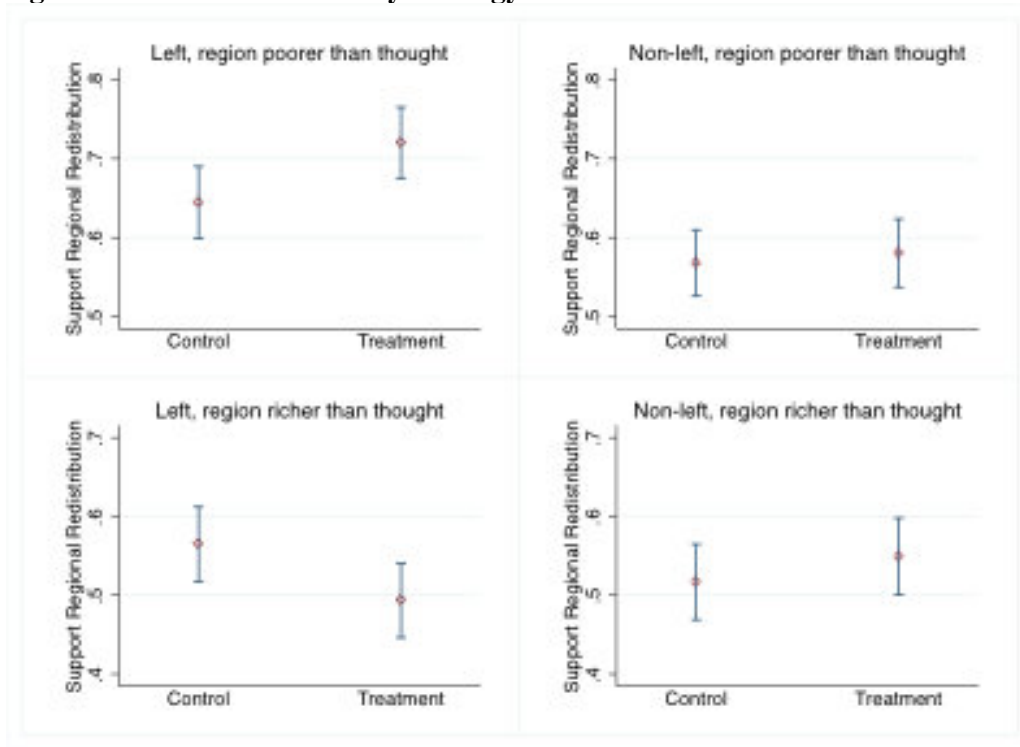 Left, region poorer than thought
Support Regional Redistribution
.8
.7
.6
.5
Control Treatment
Non-left, region poorer than thought
Support Regional Redistribution
.8
.7
.6
.5
Control Treatment
Left, region richer than thought
Support Regional Redistribution
.7
.6
.5
.4
Control Treatment
Non-left, region richer than thought
Support Regional Redistribution
.7
.6
.5
.4
Control Treatment